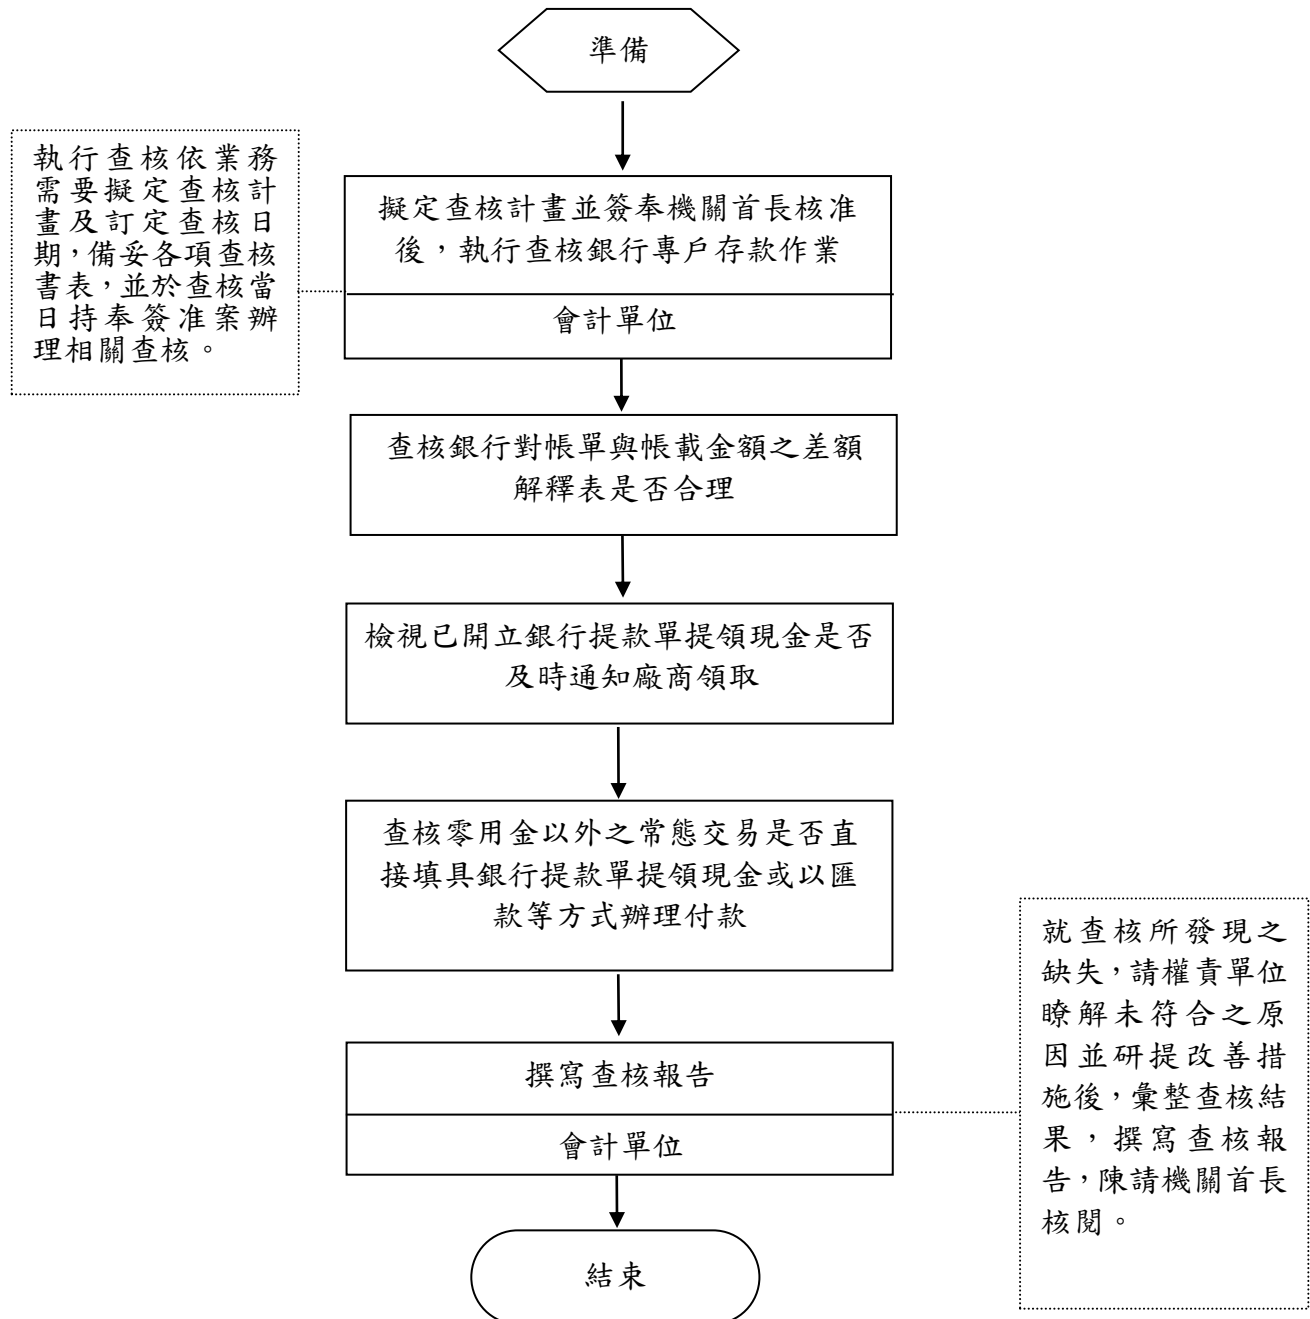 準備
執行查核依業務
需要擬定查核計
畫及訂定查核日
期，備妥各項查核
書表，並於查核當
日持奉簽准案辦
理相關查核。
擬定查核計畫並簽奉機關首長核准
後，執行查核銀行專戶存款作業
會計單位
查核銀行對帳單與帳載金額之差額
解釋表是否合理
檢視已開立銀行提款單提領現金是否
及時通知廠商領取
查核零用金以外之常態交易是否直
接填具銀行提款單提領現金或以匯
款等方式辦理付款
撰寫查核報告
會計單位
就查核所發現之
缺失，請權責單位
瞭解未符合之原
因並研提改善措
施後，彙整查核結
果，撰寫查核報
告，陳請機關首長
核閱。
結束